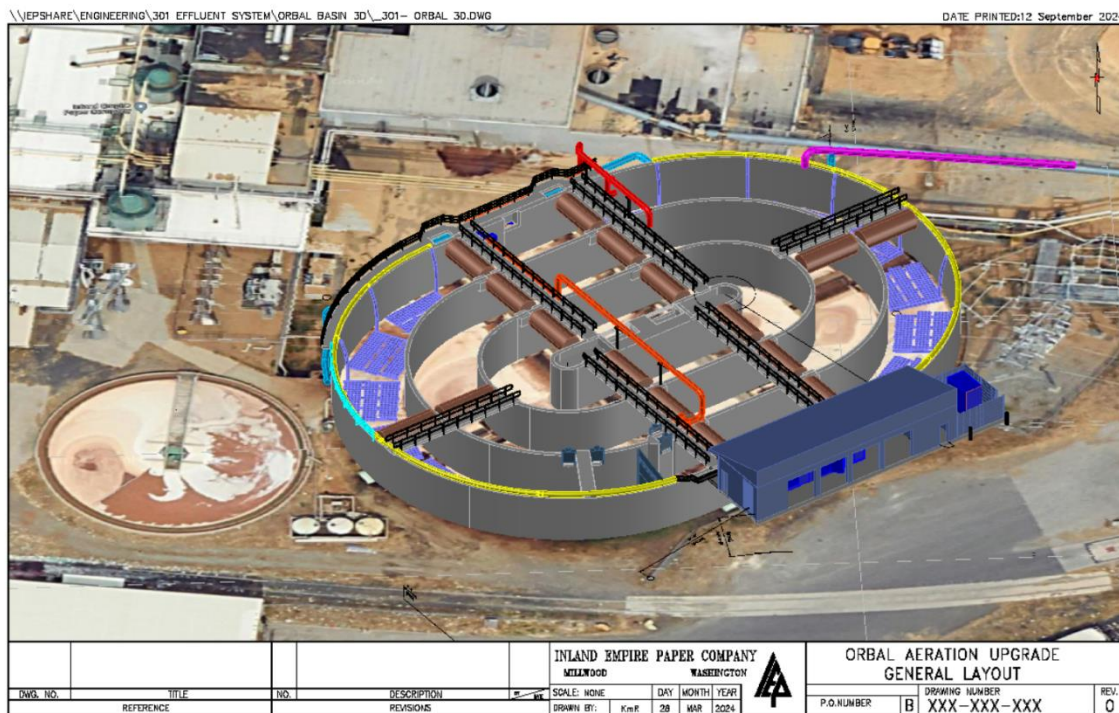 \\IEPSHARE\ENGINEERING\301 EFFLUENT SYSTEM\ORBAL BASIN 3D\_301- ORBAL 3D.DWG
DATE PRINTED:12 September 202
INLAND EMPIRE PAPER COMPANY
MILLWOOD WASHINGTON
IEP
ORBAL AERATION UPGRADE
GENERAL LAYOUT
DWG. NO. TITLE NO. DESCRIPTION
REFERENCE REVISIONS
SCALE: NONE DAY MONTH YEAR
DRAWN BY: KmR 28 MAR 2024
P.O.NUMBER B DRAWING NUMBER REV.
XXX-XXX-XXX 0